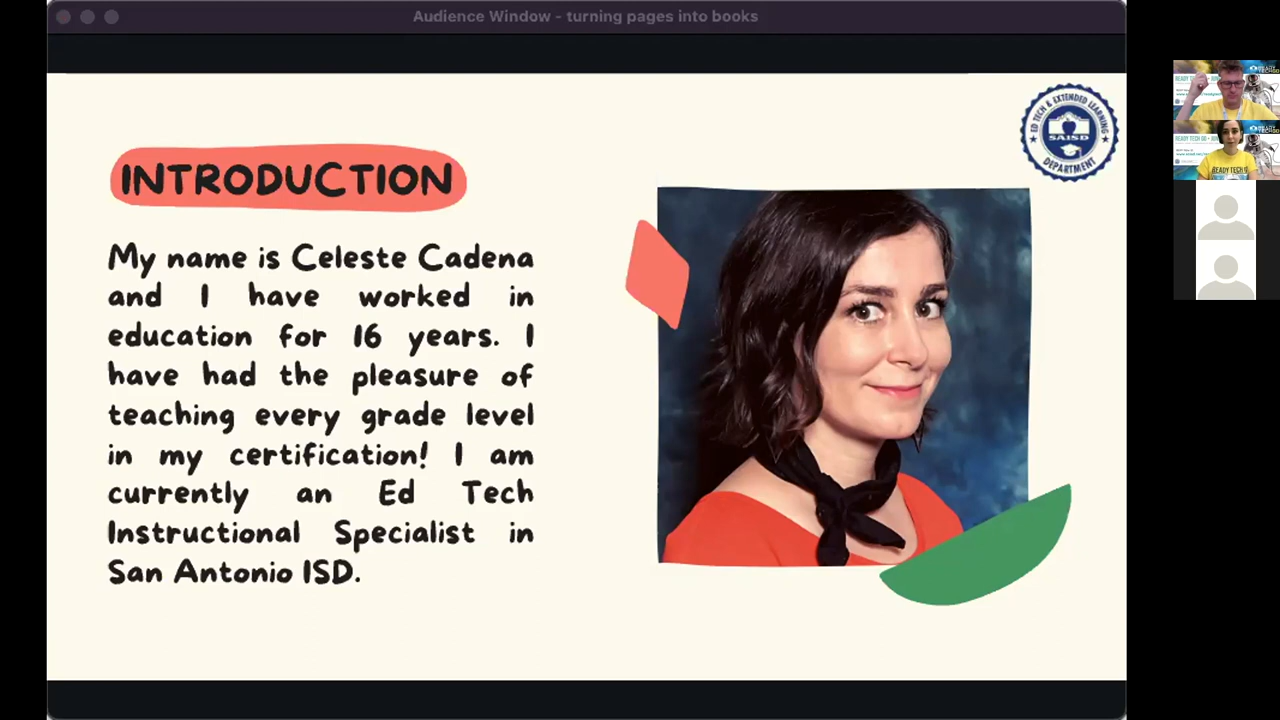 Audience Window - turning pages into books
ED TECH & EXTENDED LEARNING
SAISD
DEPARTMENT
INTRODUCTION
My name is Celeste Cadena
and I have worked in
education for 16 years. I
have had the pleasure of
teaching every grade level
in my certification! I am
currently an Ed Tech
Instructional Specialist in
San Antonio ISD.